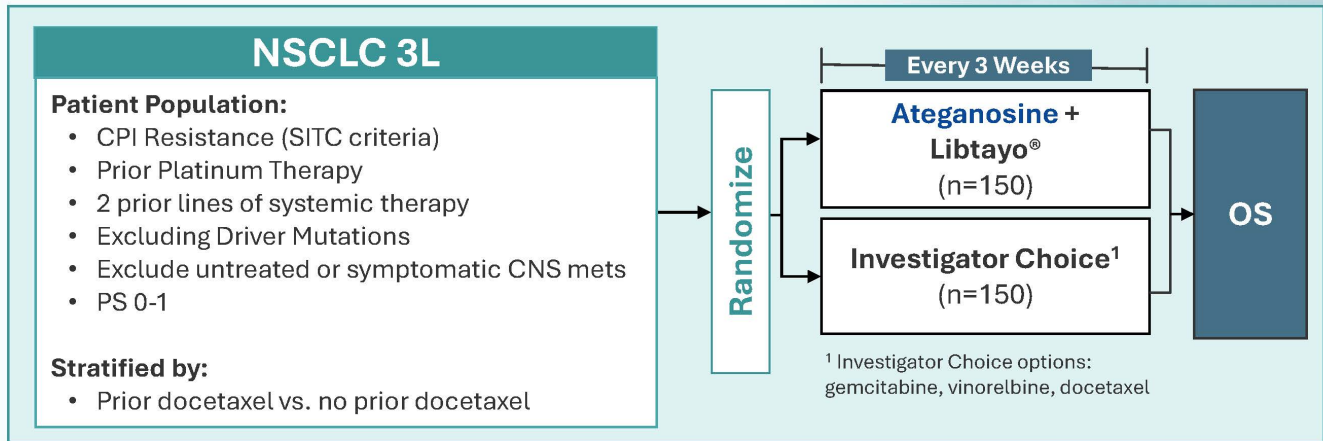 NSCLC 3L
Patient Population:
• CPI Resistance (SITC criteria)
• Prior Platinum Therapy
• 2 prior lines of systemic therapy
• Excluding Driver Mutations
• Exclude untreated or symptomatic CNS mets
• PS 0-1
Stratified by:
• Prior docetaxel vs. no prior docetaxel
Randomize
Every 3 Weeks
Ateganosine +
Libtayo®
(n=150)
Investigator Choice¹
(n=150)
¹ Investigator Choice options:
gemcitabine, vinorelbine, docetaxel
OS